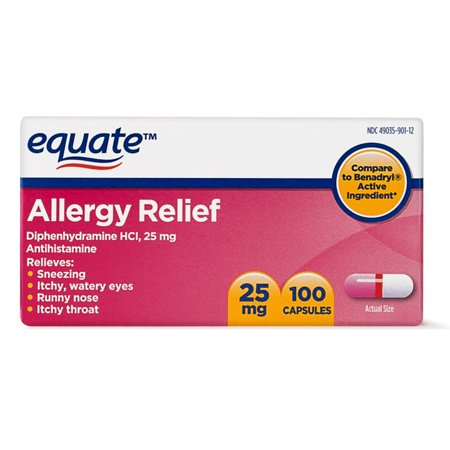 NDC 49035-901-12
equate™
Compare
to Benadryl®
Active
Ingredient*
Allergy Relief
Diphenhydramine HCl, 25 mg
Antihistamine
Relieves:
• Sneezing
• Itchy, watery eyes
• Runny nose
• Itchy throat
25
mg
100
CAPSULES
Actual Size